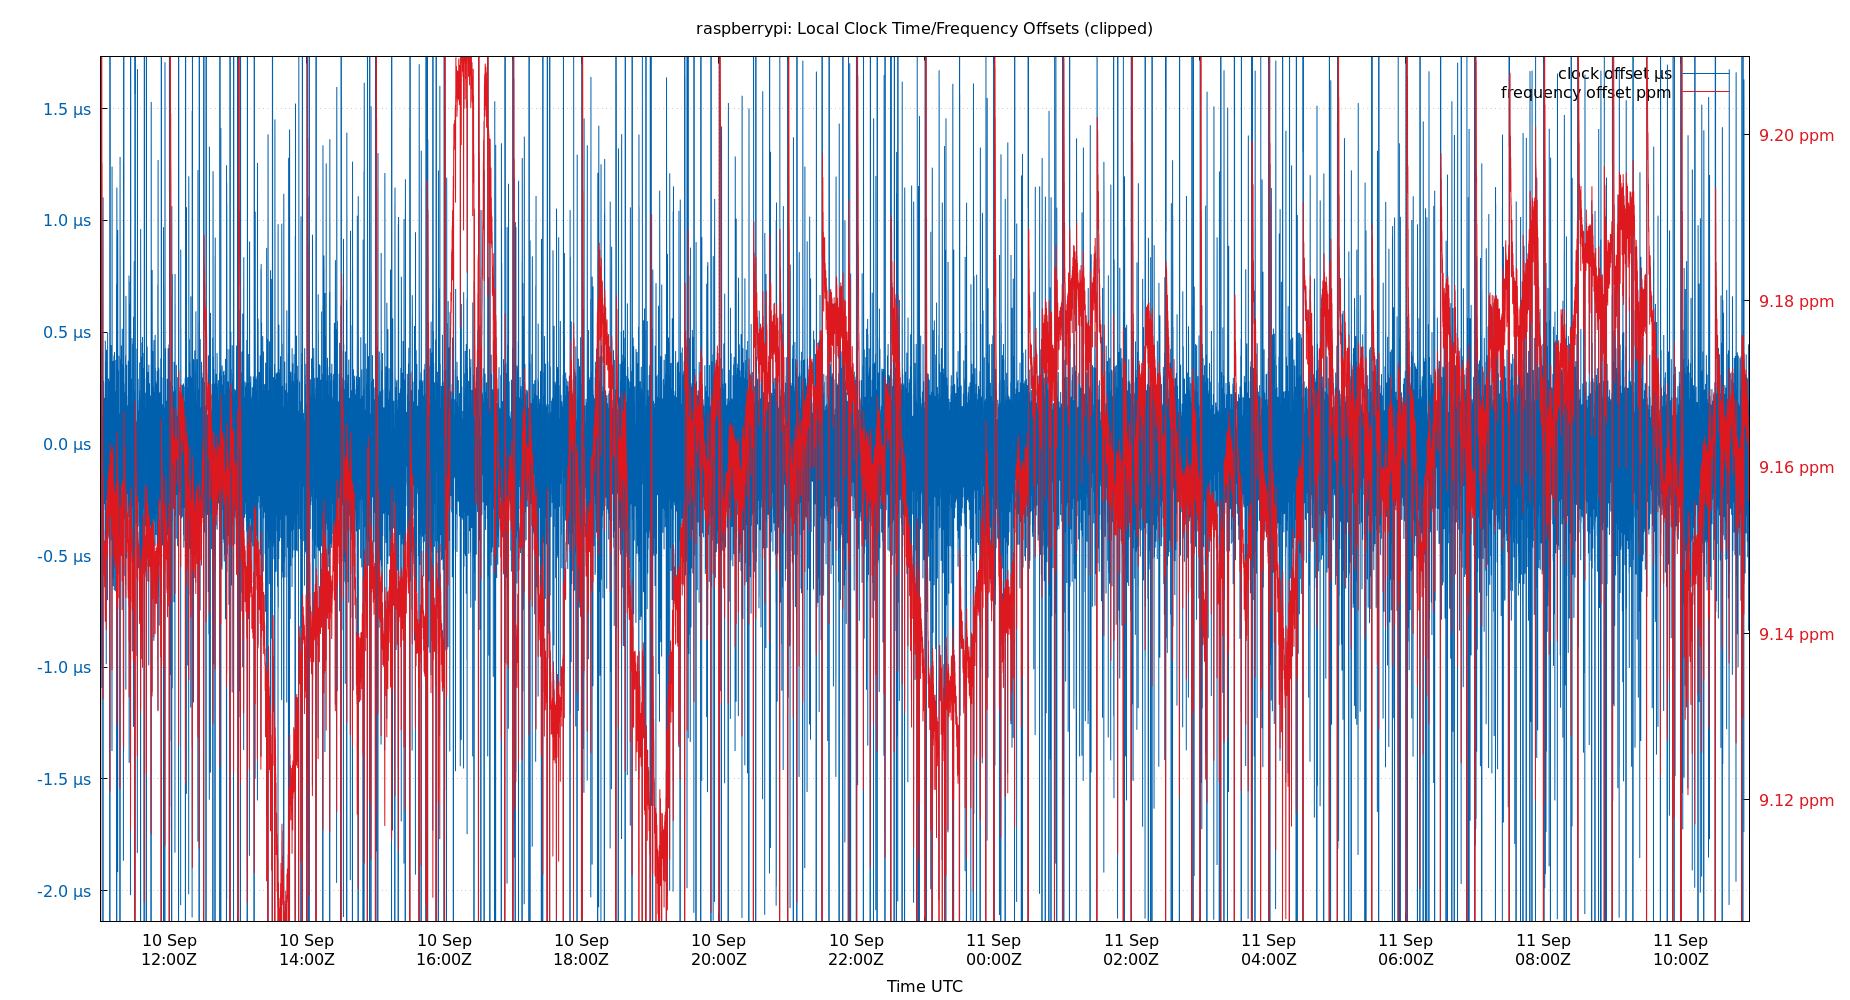 raspberrypi: Local Clock Time/Frequency Offsets (clipped)
clock offset µs
frequency offset ppm
1.5 µs
1.0 µs
0.5 µs
0.0 µs
-0.5 µs
-1.0 µs
-1.5 µs
-2.0 µs
9.20 ppm
9.18 ppm
9.16 ppm
9.14 ppm
9.12 ppm
10 Sep
12:00Z
10 Sep
14:00Z
10 Sep
16:00Z
10 Sep
18:00Z
10 Sep
20:00Z
10 Sep
22:00Z
11 Sep
00:00Z
11 Sep
02:00Z
11 Sep
04:00Z
11 Sep
06:00Z
11 Sep
08:00Z
11 Sep
10:00Z
Time UTC